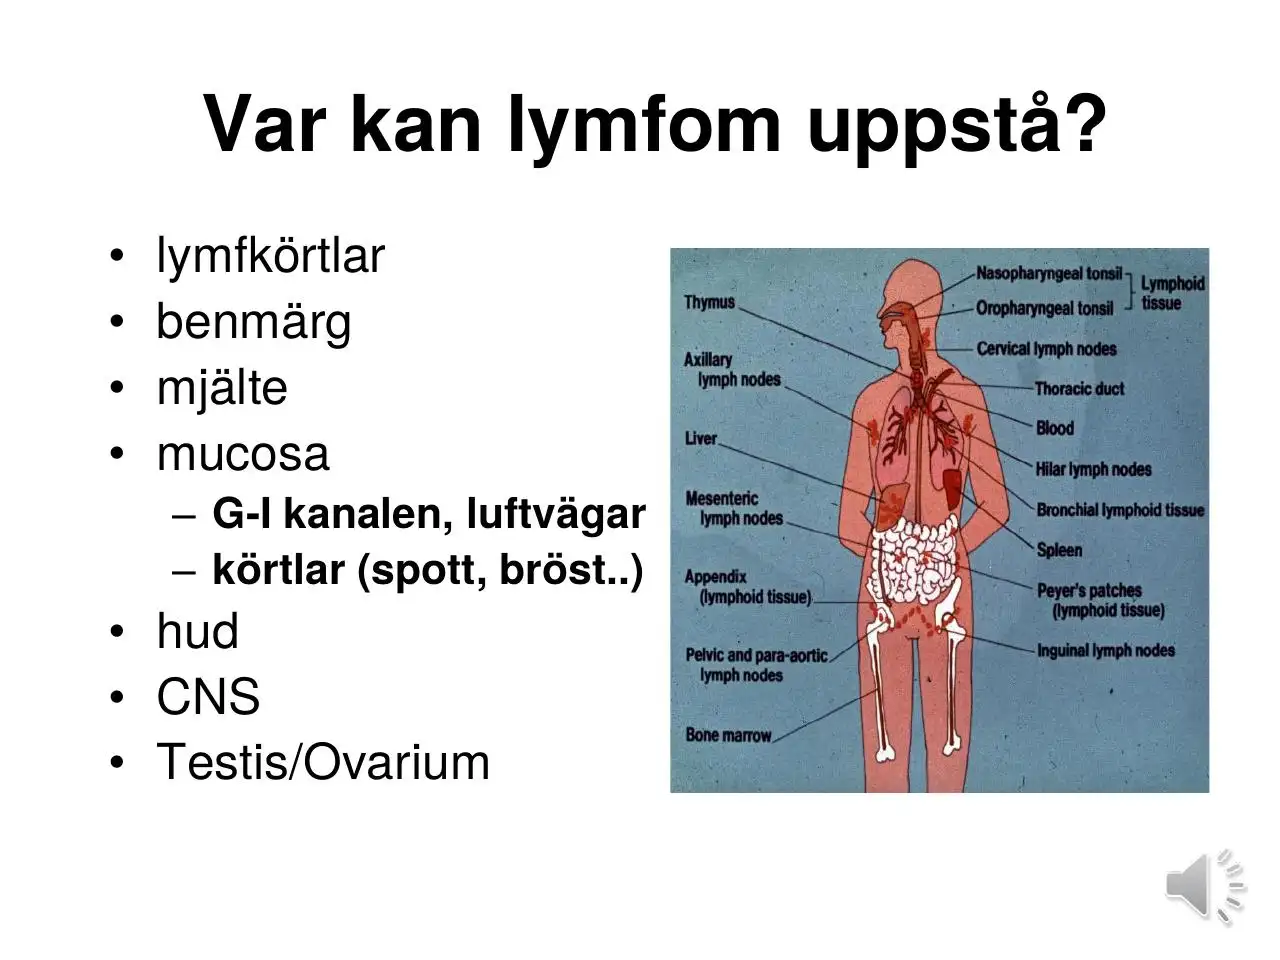 Var kan lymfom uppstå?
• lymfkörtlar
• benmärg
• mjälte
• mucosa
– G-I kanalen, luftvägar
– körtlar (spott, bröst..)
• hud
• CNS
• Testis/Ovarium
Thymus
Axillary
lymph nodes
Liver
Mesenteric
lymph nodes
Appendix
(lymphoid tissue)
Pelvic and para-aortic
lymph nodes
Bone marrow
Nasopharyngeal tonsil
Oropharyngeal tonsil
Lymphoid
tissue
Cervical lymph nodes
Thoracic duct
Blood
Hilar lymph nodes
Bronchial lymphoid tissue
Spleen
Peyer's patches
(lymphoid tissue)
Inguinal lymph nodes